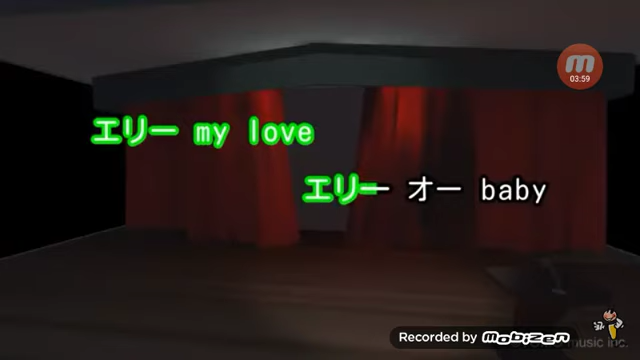 03:59
エリー my love
エリー オー baby
Recorded by Mobizen
music inc.